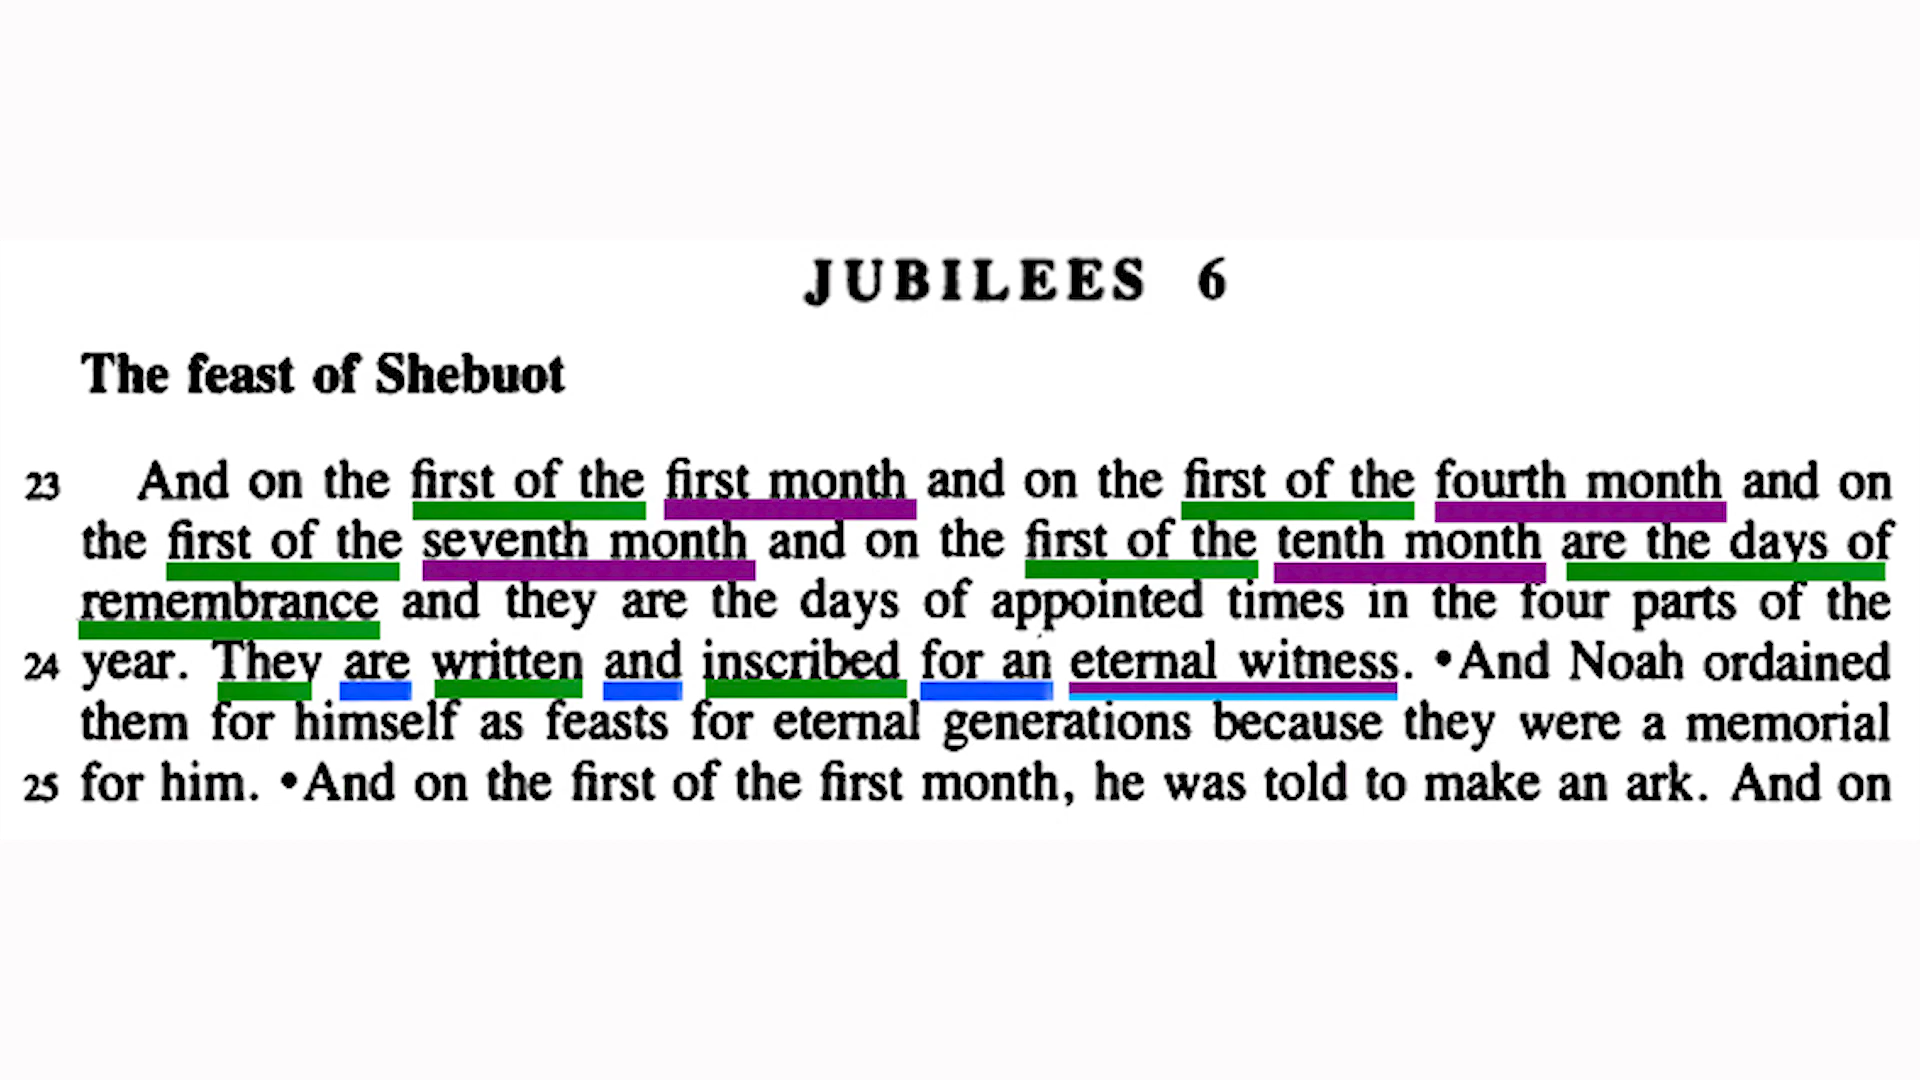 JUBILEES 6
The feast of Shebuot
23 And on the first of the first month and on the first of the fourth month and on
the first of the seventh month and on the first of the tenth month are the days of
remembrance and they are the days of appointed times in the four parts of the
24 year. They are written and inscribed for an eternal witness. •And Noah ordained
them for himself as feasts for eternal generations because they were a memorial
25 for him. •And on the first of the first month, he was told to make an ark. And on